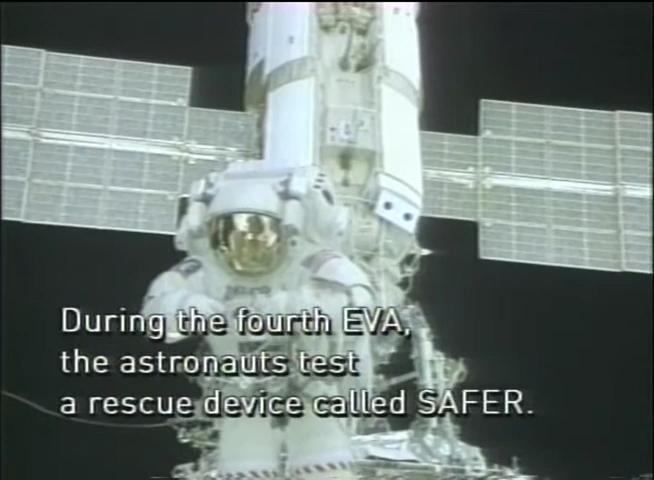 During the fourth EVA,
the astronauts test
a rescue device called SAFER.